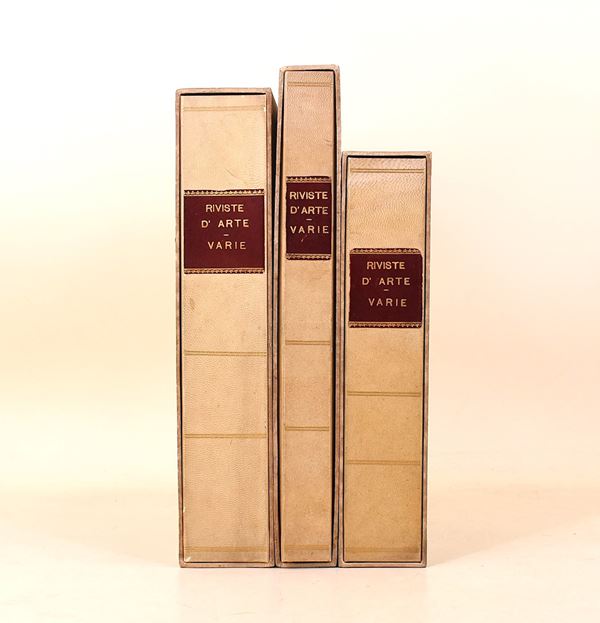 RIVISTE
D' ARTE
-
VARIE
RIVISTE
D' ARTE
-
VARIE
RIVISTE
D' ARTE
-
VARIE